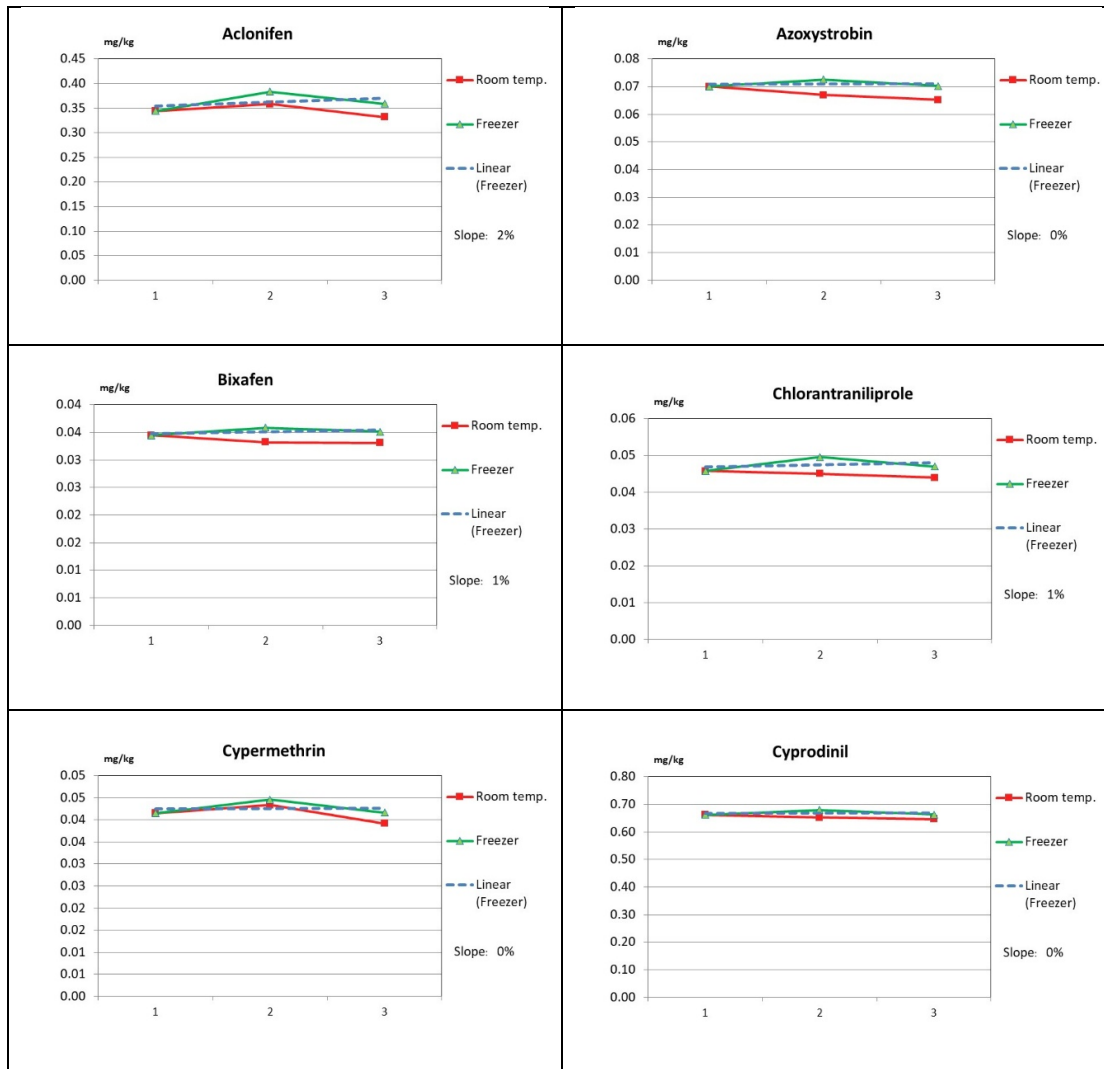 Aclonifen
mg/kg
0.45
0.40
0.35
0.30
0.25
0.20
0.15
0.10
0.05
0.00
1 2 3
Room temp.
Freezer
Linear
(Freezer)
Slope: 2%
Azoxystrobin
mg/kg
0.08
0.07
0.06
0.05
0.04
0.03
0.02
0.01
0.00
1 2 3
Room temp.
Freezer
Linear
(Freezer)
Slope: 0%
Bixafen
mg/kg
0.04
0.04
0.03
0.03
0.02
0.02
0.01
0.01
0.00
1 2 3
Room temp.
Freezer
Linear
(Freezer)
Slope: 1%
Chlorantraniliprole
mg/kg
0.06
0.05
0.04
0.03
0.02
0.01
0.00
1 2 3
Room temp.
Freezer
Linear
(Freezer)
Slope: 1%
Cypermethrin
mg/kg
0.05
0.05
0.04
0.04
0.03
0.03
0.02
0.02
0.01
0.01
0.00
1 2 3
Room temp.
Freezer
Linear
(Freezer)
Slope: 0%
Cyprodinil
mg/kg
0.80
0.70
0.60
0.50
0.40
0.30
0.20
0.10
0.00
1 2 3
Room temp.
Freezer
Linear
(Freezer)
Slope: 0%